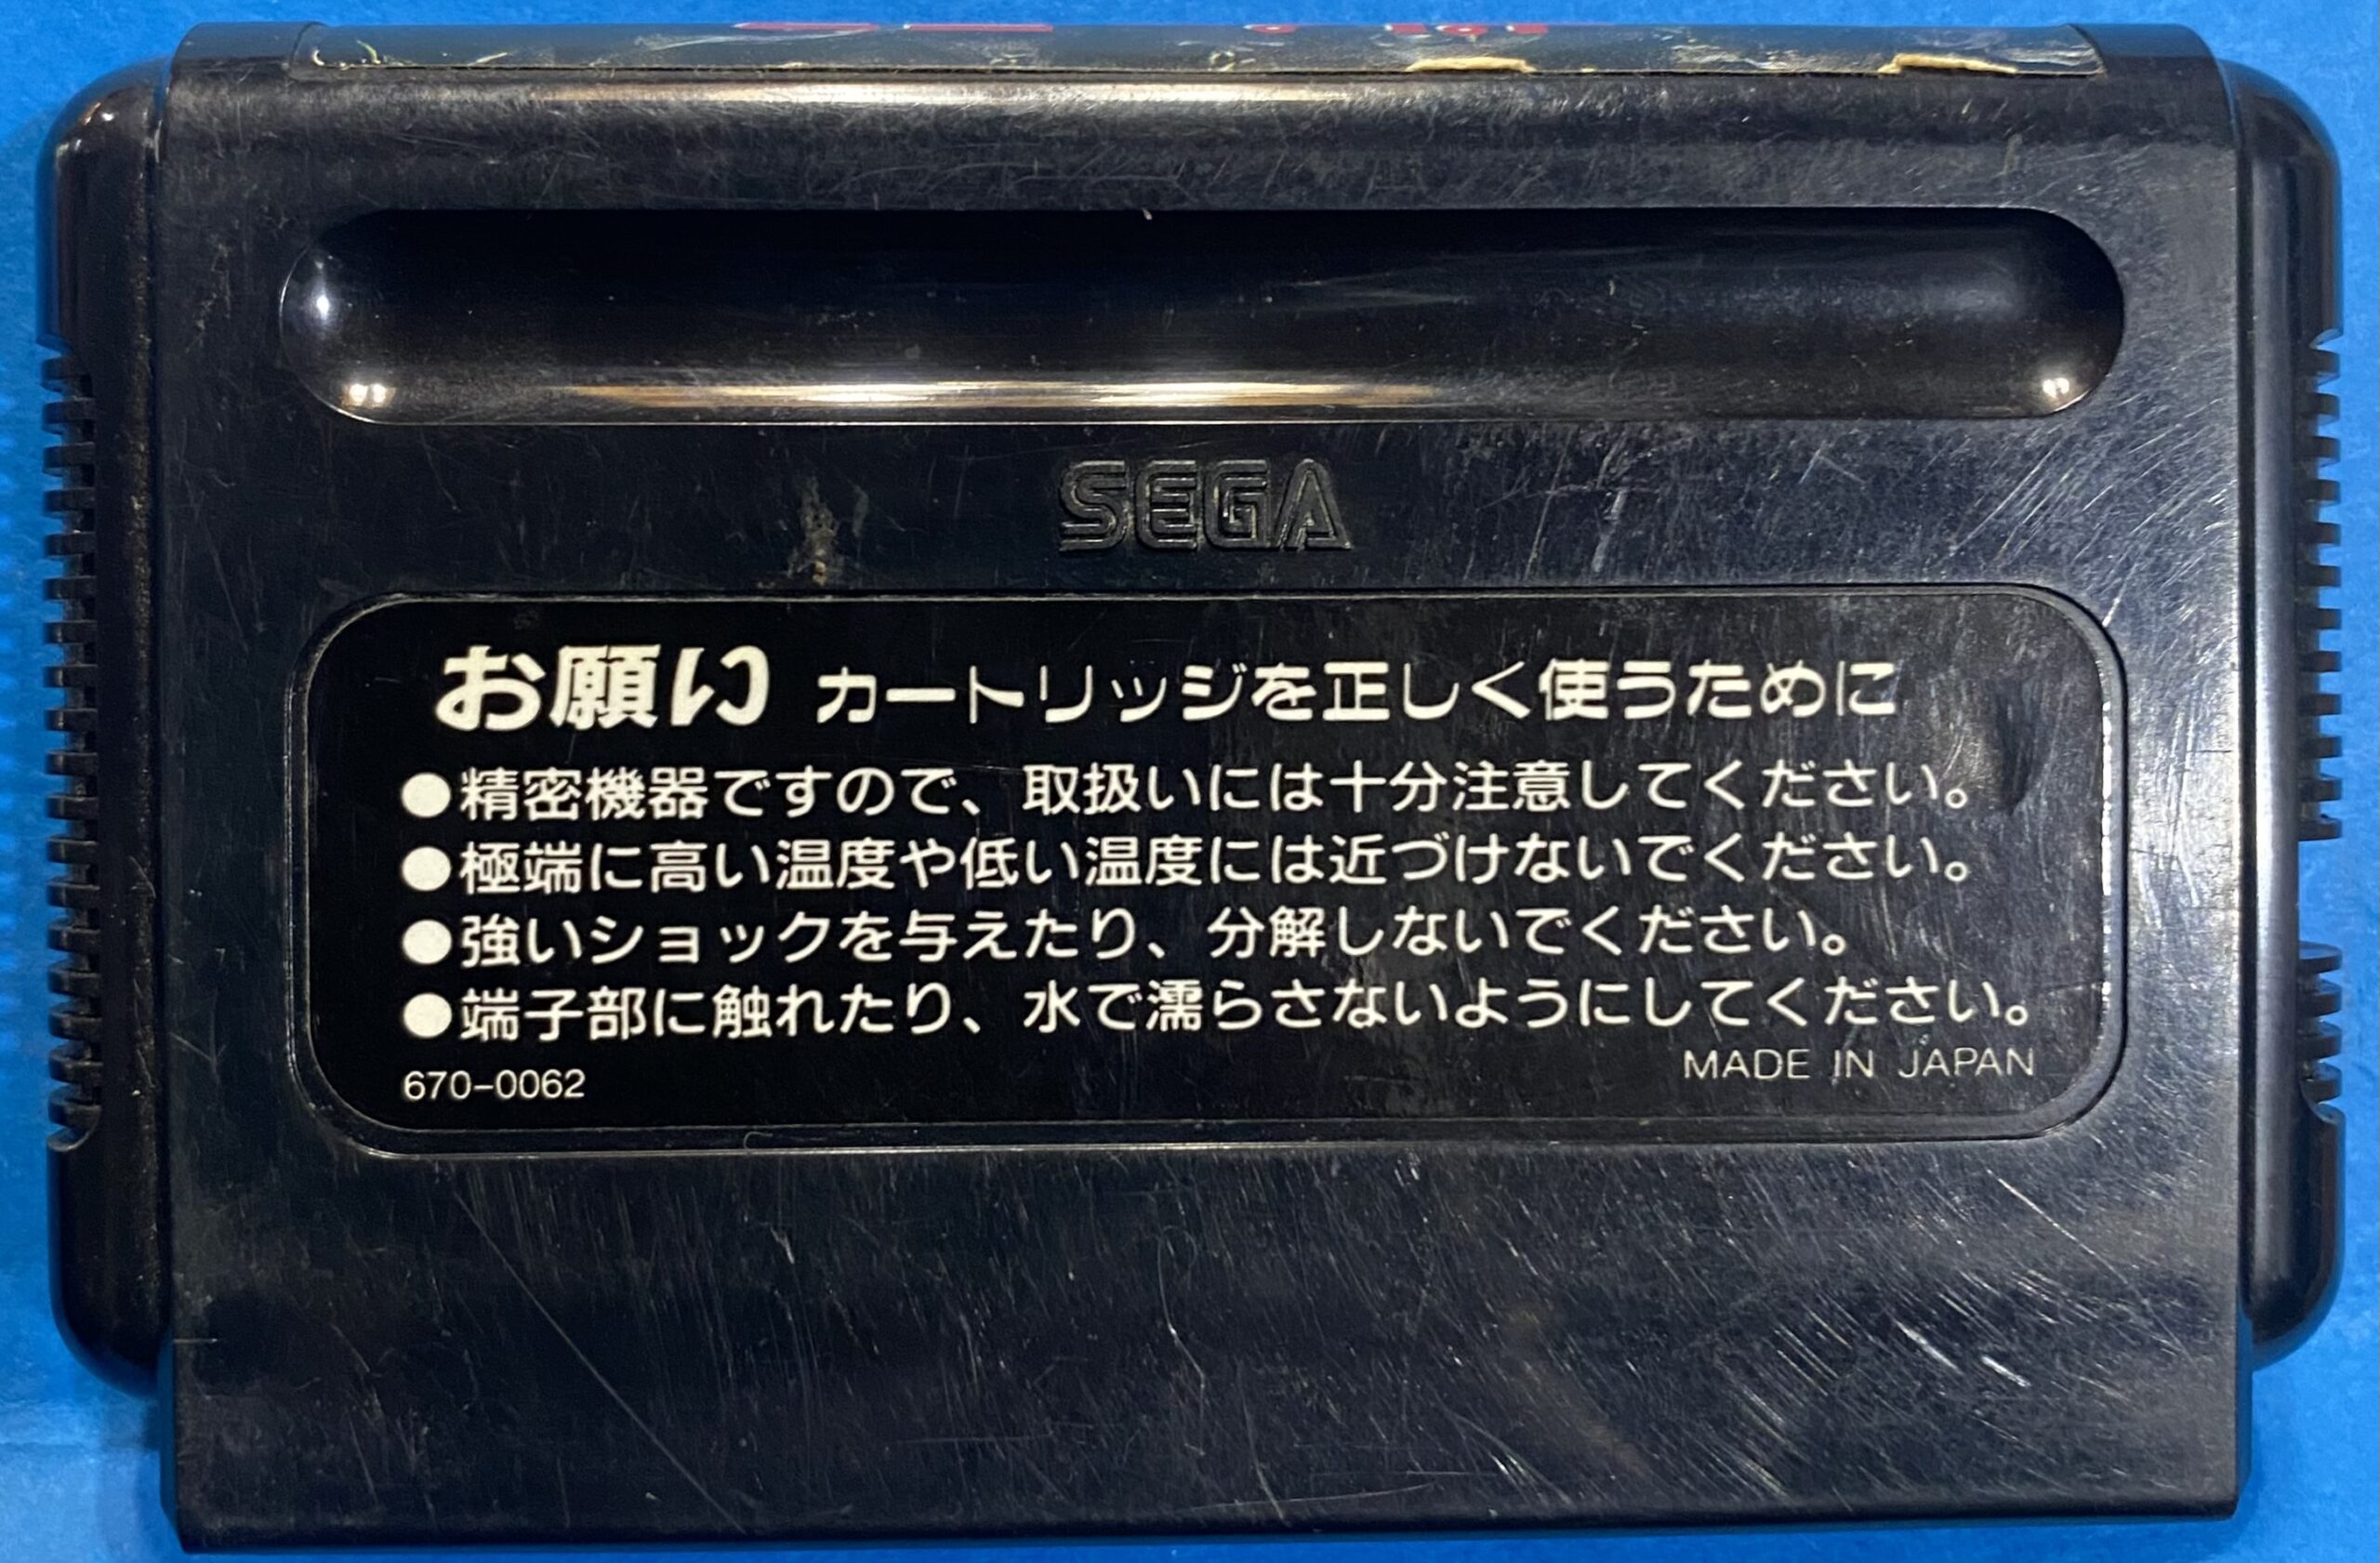 SEGA
お願い カートリッジを正しく使うために
●精密機器ですので、取扱いには十分注意してください。
●極端に高い温度や低い温度には近づけないでください。
●強いショックを与えたり、分解しないでください。
●端子部に触れたり、水で濡らさないようにしてください。
MADE IN JAPAN
670-0062